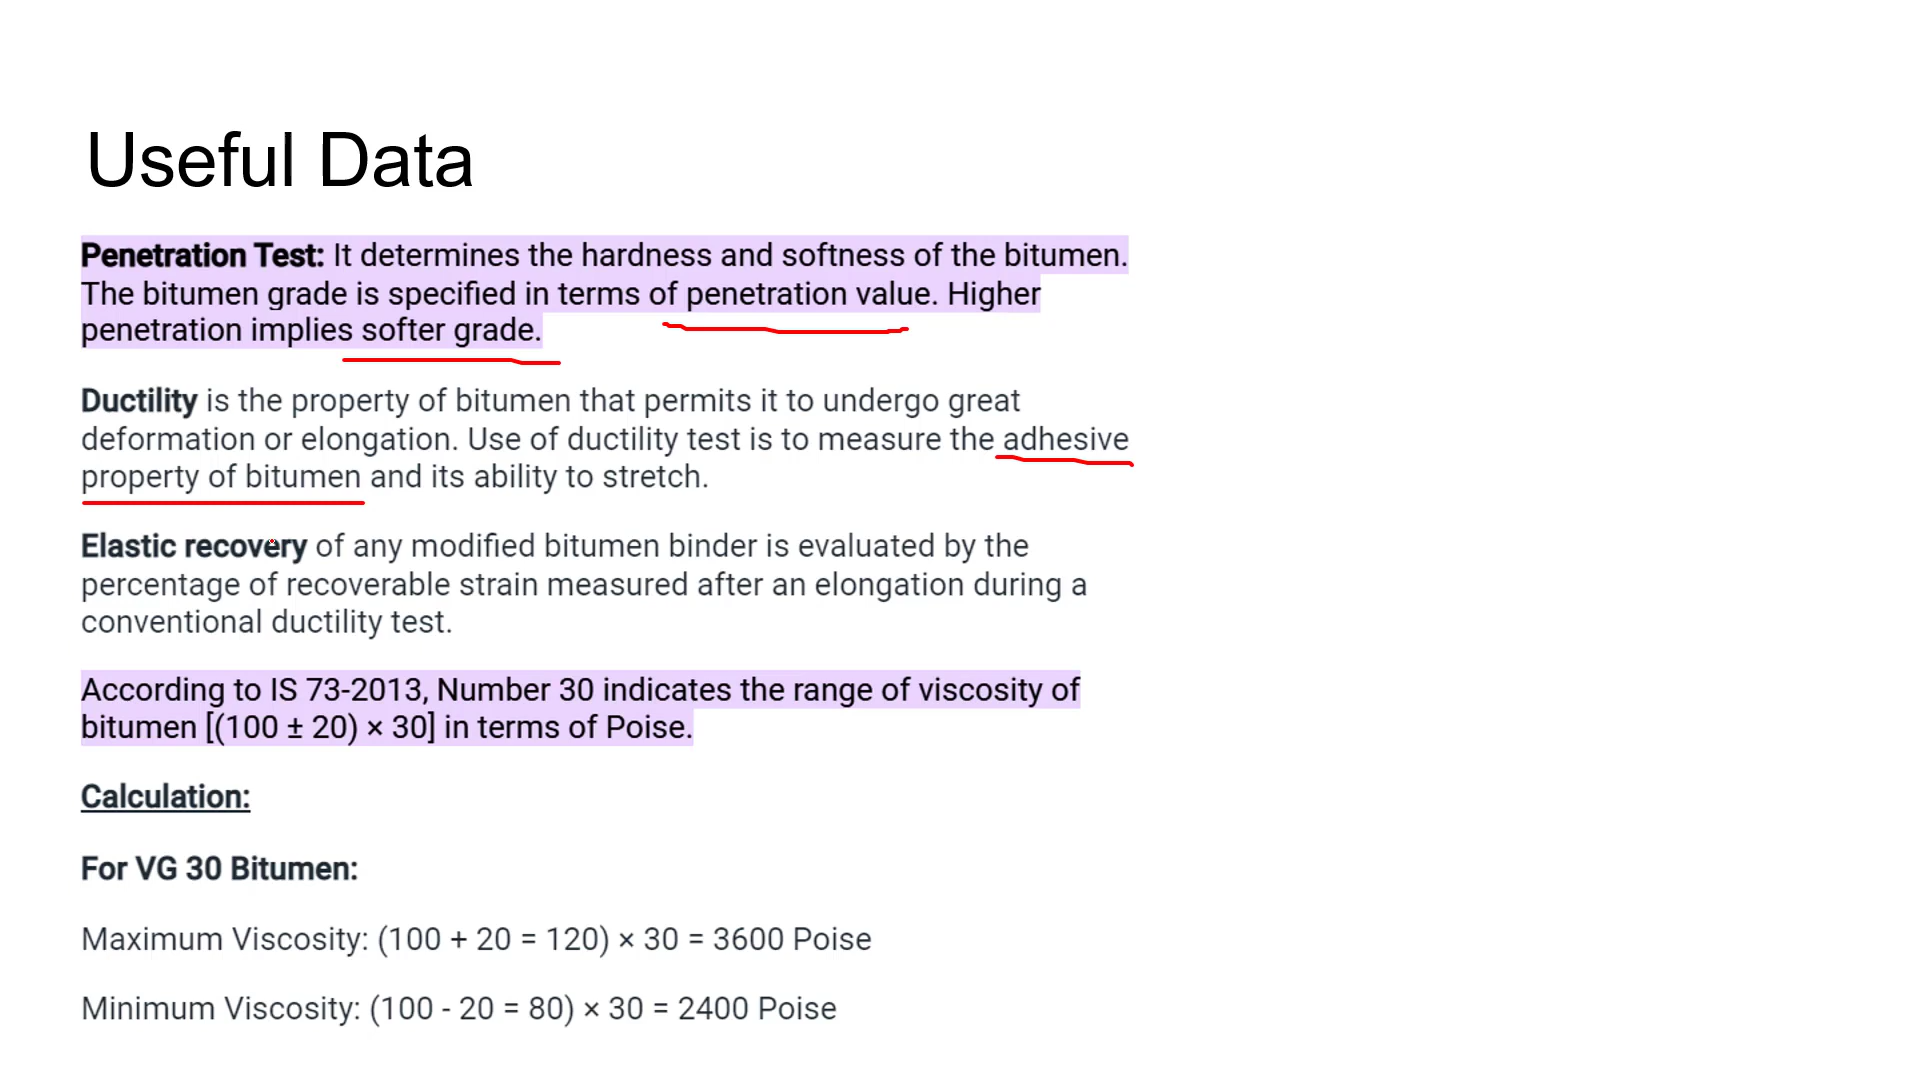 Useful Data
Penetration Test: It determines the hardness and softness of the bitumen.
The bitumen grade is specified in terms of penetration value. Higher
penetration implies softer grade.
Ductility is the property of bitumen that permits it to undergo great
deformation or elongation. Use of ductility test is to measure the adhesive
property of bitumen and its ability to stretch.
Elastic recovery of any modified bitumen binder is evaluated by the
percentage of recoverable strain measured after an elongation during a
conventional ductility test.
According to IS 73-2013, Number 30 indicates the range of viscosity of
bitumen [(100 ± 20) × 30] in terms of Poise.
Calculation:
For VG 30 Bitumen:
Maximum Viscosity: (100 + 20 = 120) × 30 = 3600 Poise
Minimum Viscosity: (100 - 20 = 80) × 30 = 2400 Poise